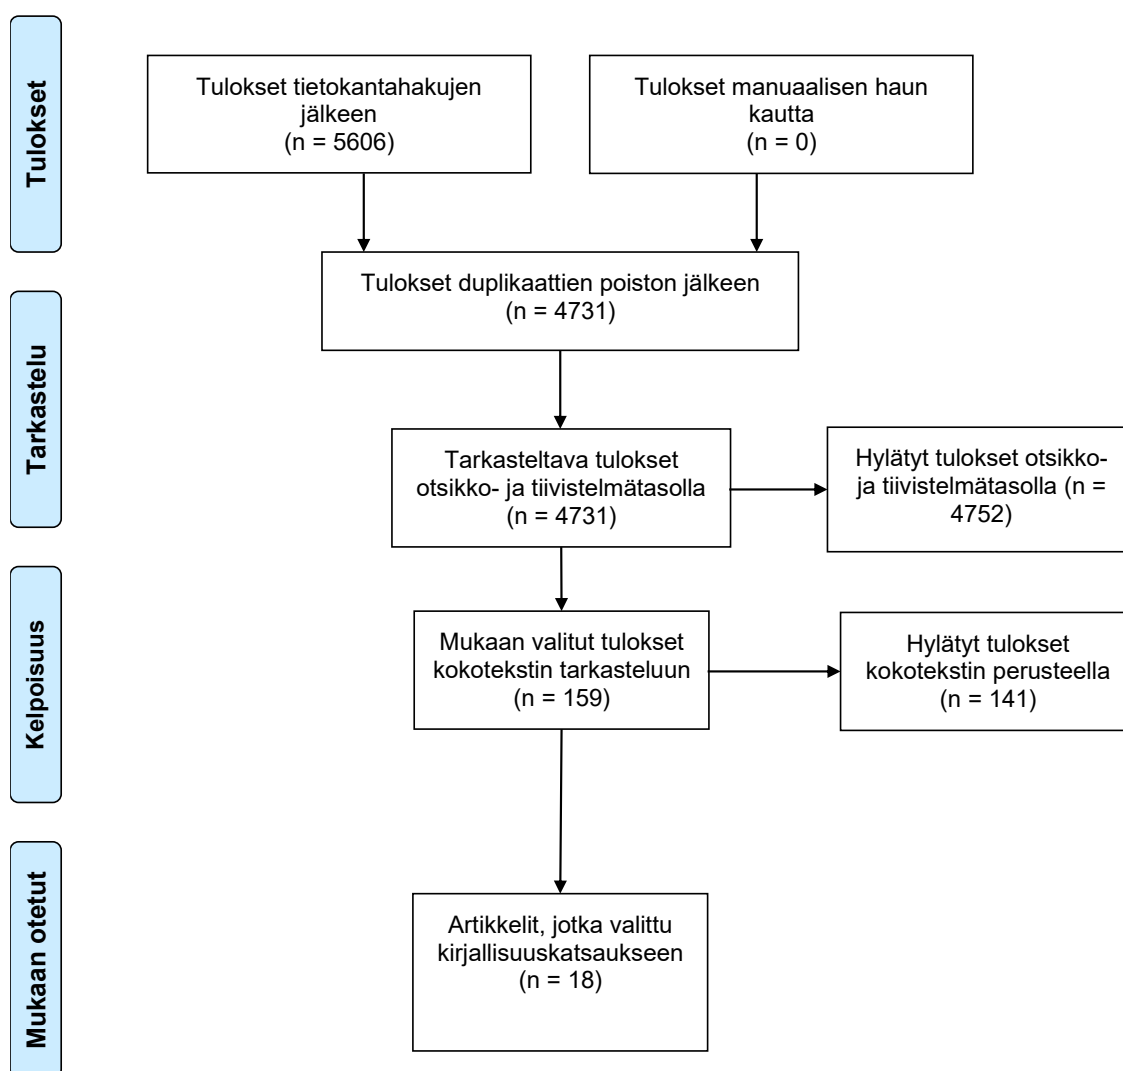 Tulokset
Tulokset tietokantahakujen
jälkeen
(n = 5606)
Tulokset manuaalisen haun
kautta
(n = 0)
Tulokset duplikaattien poiston jälkeen
(n = 4731)
Tarkastelu
Tarkasteltava tulokset
otsikko- ja tiivistelmätasolla
(n = 4731)
Hylätyt tulokset otsikko-
ja tiivistelmätasolla (n =
4752)
Kelpoisuus
Mukaan valitut tulokset
kokotekstin tarkasteluun
(n = 159)
Hylätyt tulokset
kokotekstin perusteella
(n = 141)
Mukaan otetut
Artikkelit, jotka valittu
kirjallisuuskatsaukseen
(n = 18)